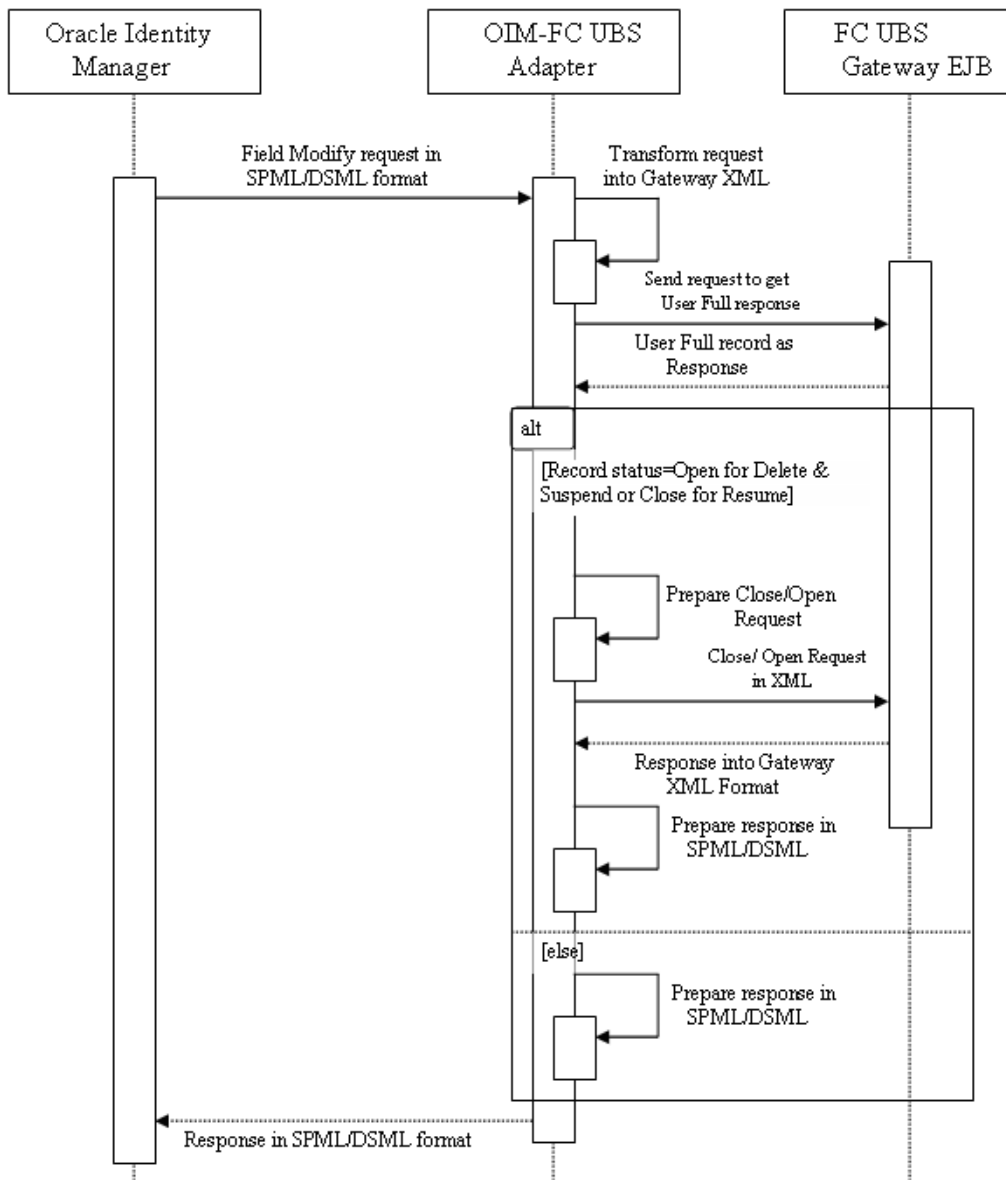 Oracle Identity
Manager
OIM-FC UBS
Adapter
FC UBS
Gateway EJB
Field Modify request in
SPML/DSML format
Transform request
into Gateway XML
Send request to get
User Full response
User Full record as
Response
alt
[Record status=Open for Delete &
Suspend or Close for Resume]
Prepare Close/Open
Request
Close/ Open Request
in XML
Response into Gateway
XML Format
Prepare response in
SPML/DSML
[else]
Prepare response in
SPML/DSML
Response in SPML/DSML format